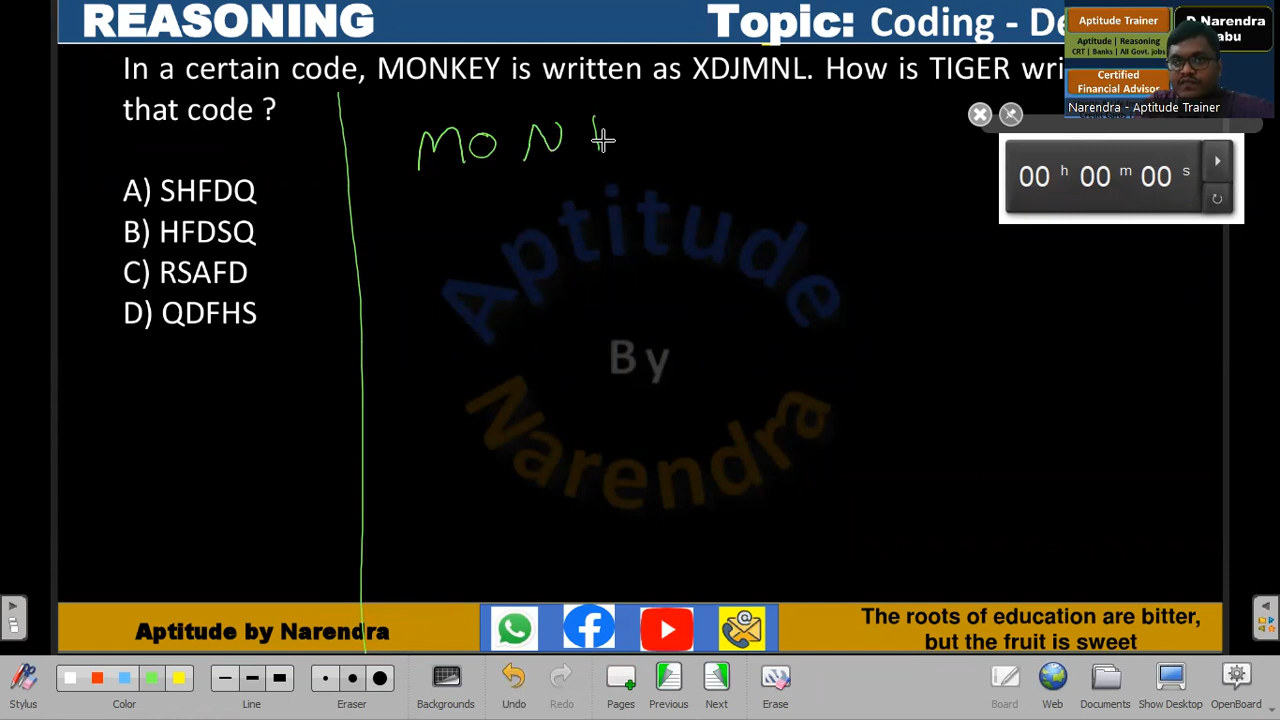 REASONING
Topic: Coding - De
Aptitude Trainer
Aptitude | Reasoning
CRT | Banks | All Govt. jobs
Certified
Financial Advisor
D Narendra
abu
Narendra - Aptitude Trainer
In a certain code, MONKEY is written as XDJMNL. How is TIGER wri
that code ?
MON
A) SHFDQ
B) HFDSQ
C) RSAFD
D) QDFHS
00 h 00 m 00 s
Aptitude
By
Narendra
Aptitude by Narendra
The roots of education are bitter,
but the fruit is sweet
Stylus
Color
Line
Eraser
Backgrounds
Undo
Redo
Pages
Previous
Next
Erase
Board
Web
Documents
Show Desktop
OpenBoard